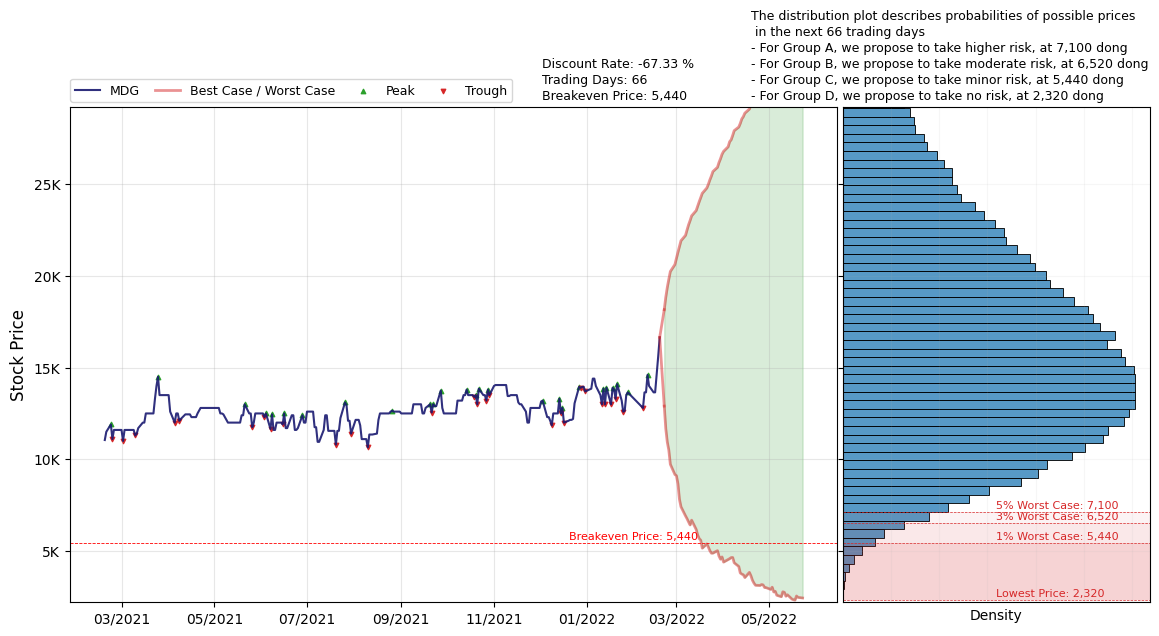 The distribution plot describes probabilities of possible prices
in the next 66 trading days
- For Group A, we propose to take higher risk, at 7,100 dong
- For Group B, we propose to take moderate risk, at 6,520 dong
- For Group C, we propose to take minor risk, at 5,440 dong
- For Group D, we propose to take no risk, at 2,320 dong
Discount Rate: -67.33 %
Trading Days: 66
Breakeven Price: 5,440
MDG Best Case / Worst Case Peak Trough
Stock Price
25K
20K
15K
10K
5K
Breakeven Price: 5,440
03/2021 05/2021 07/2021 09/2021 11/2021 01/2022 03/2022 05/2022
5% Worst Case: 7,100
3% Worst Case: 6,520
1% Worst Case: 5,440
Lowest Price: 2,320
Density